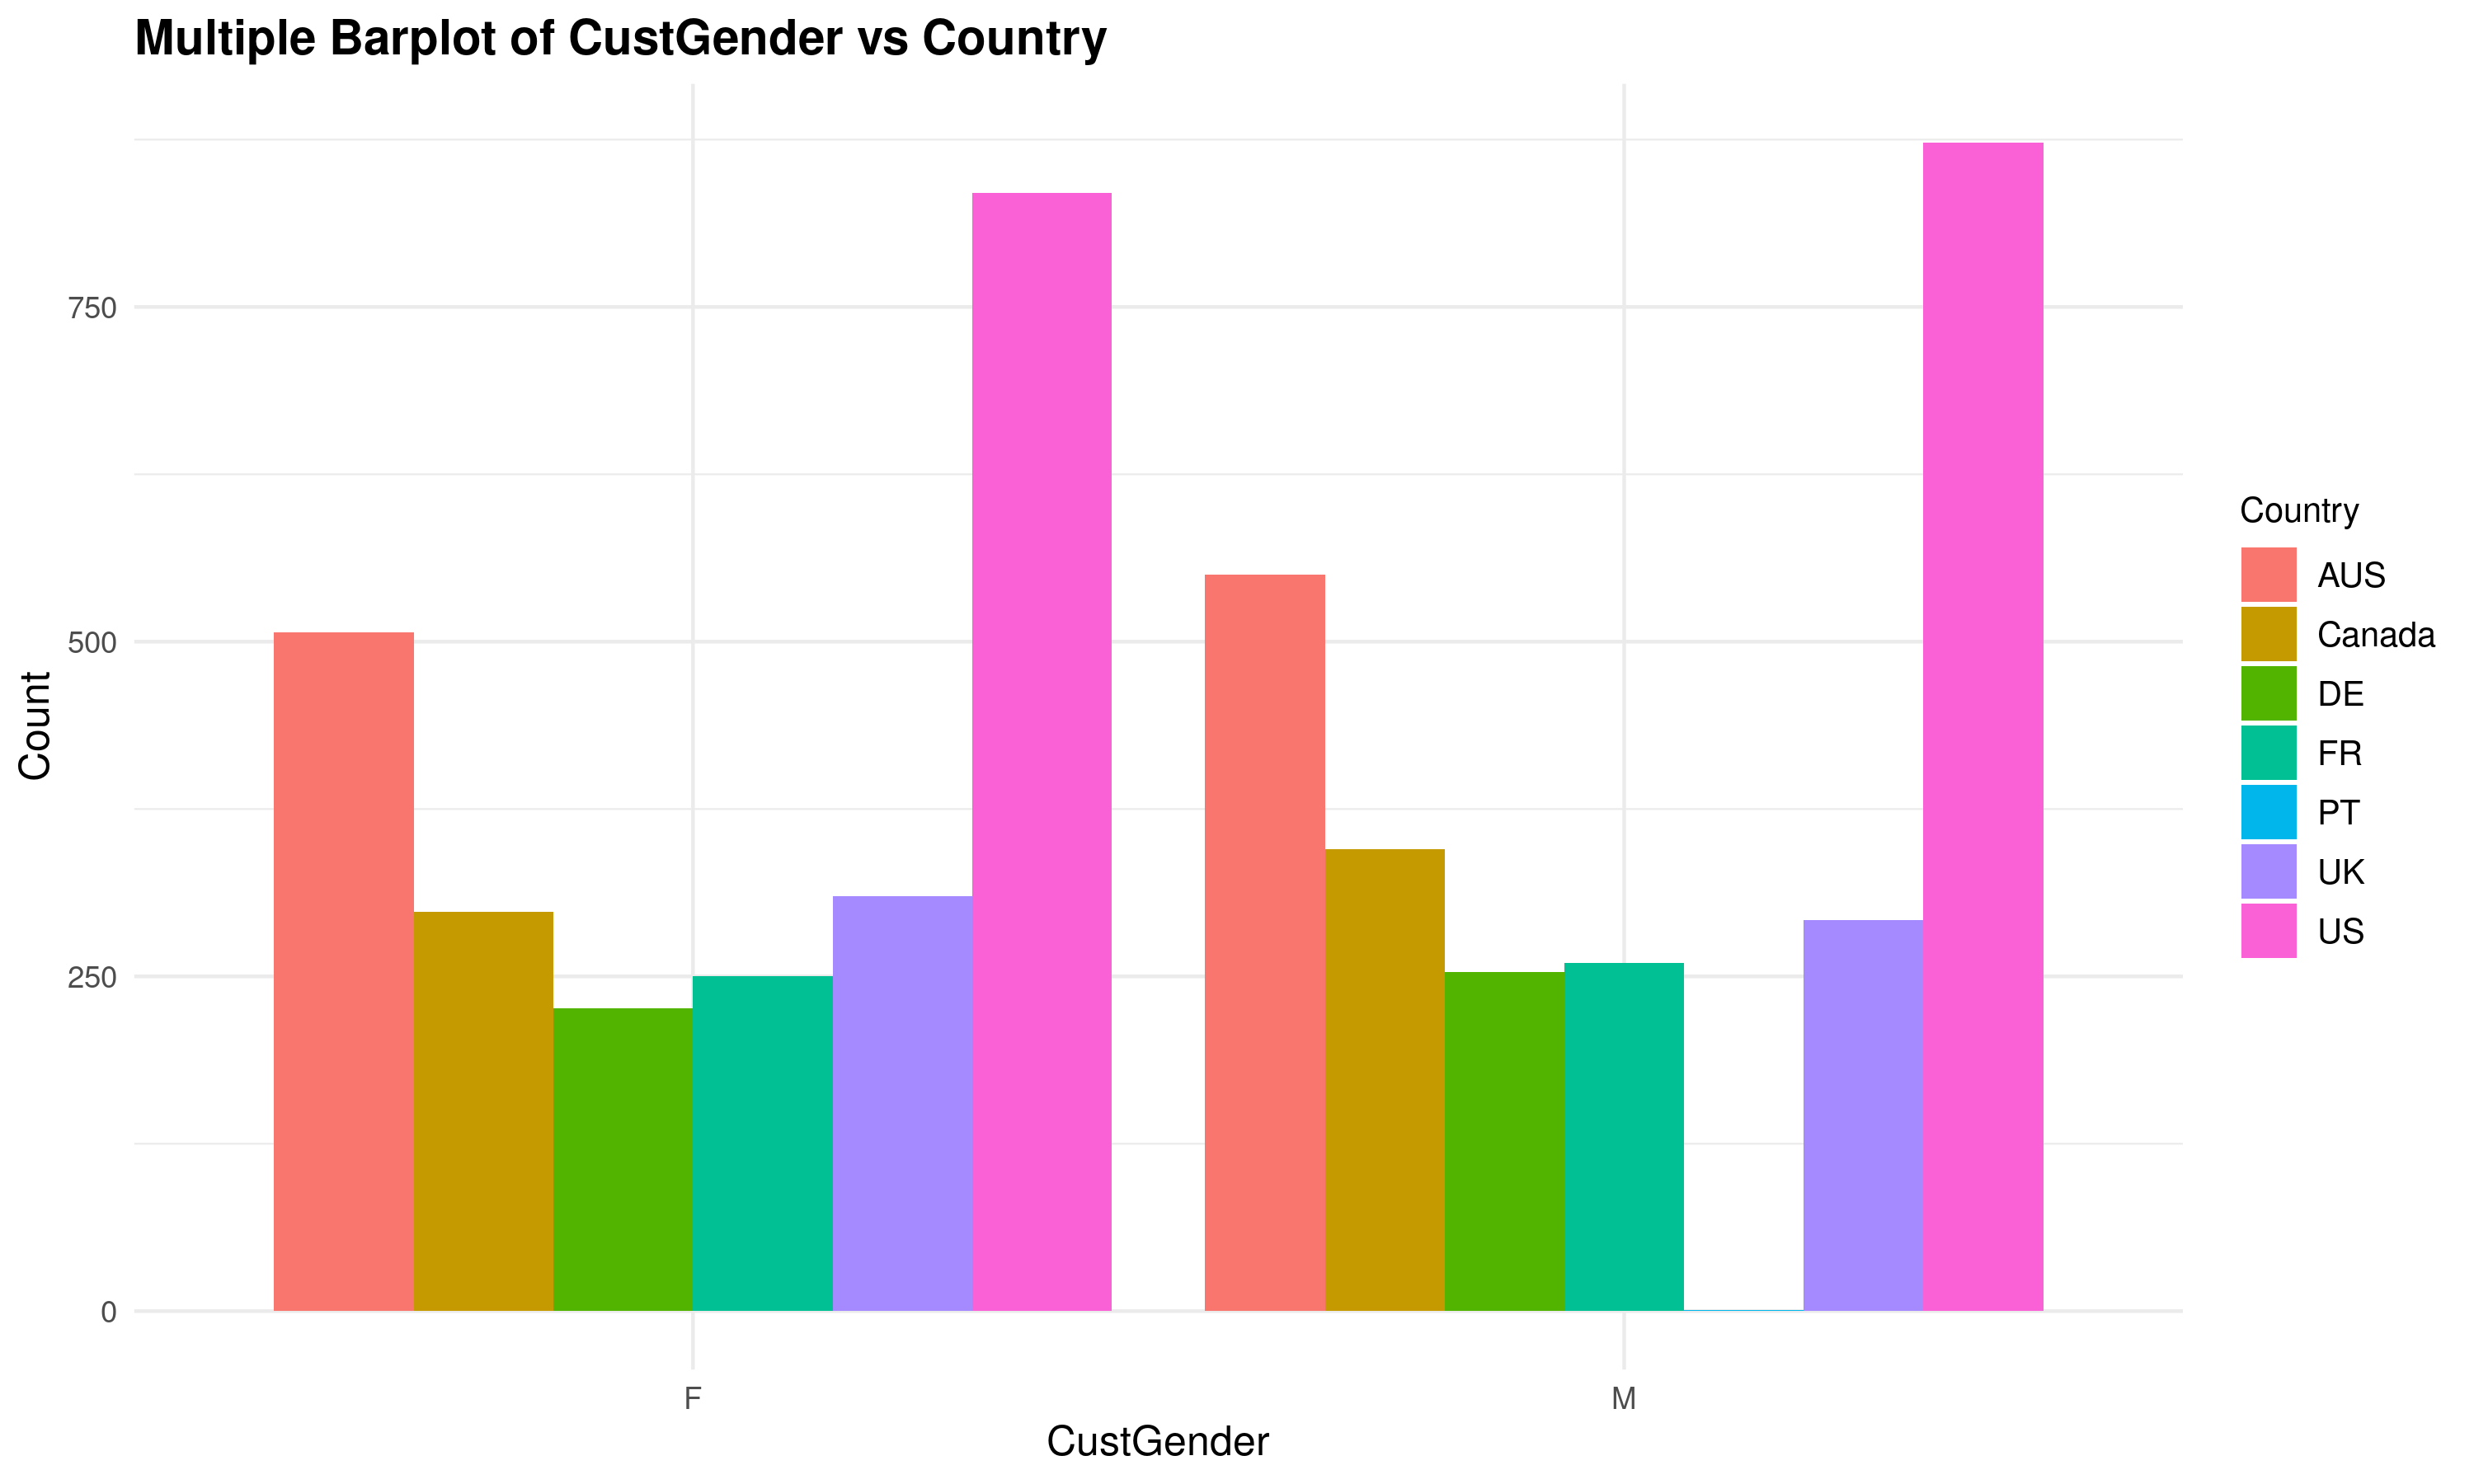 Multiple Barplot of CustGender vs Country
Count
750
500
250
0
F
M
CustGender
Country
AUS
Canada
DE
FR
PT
UK
US